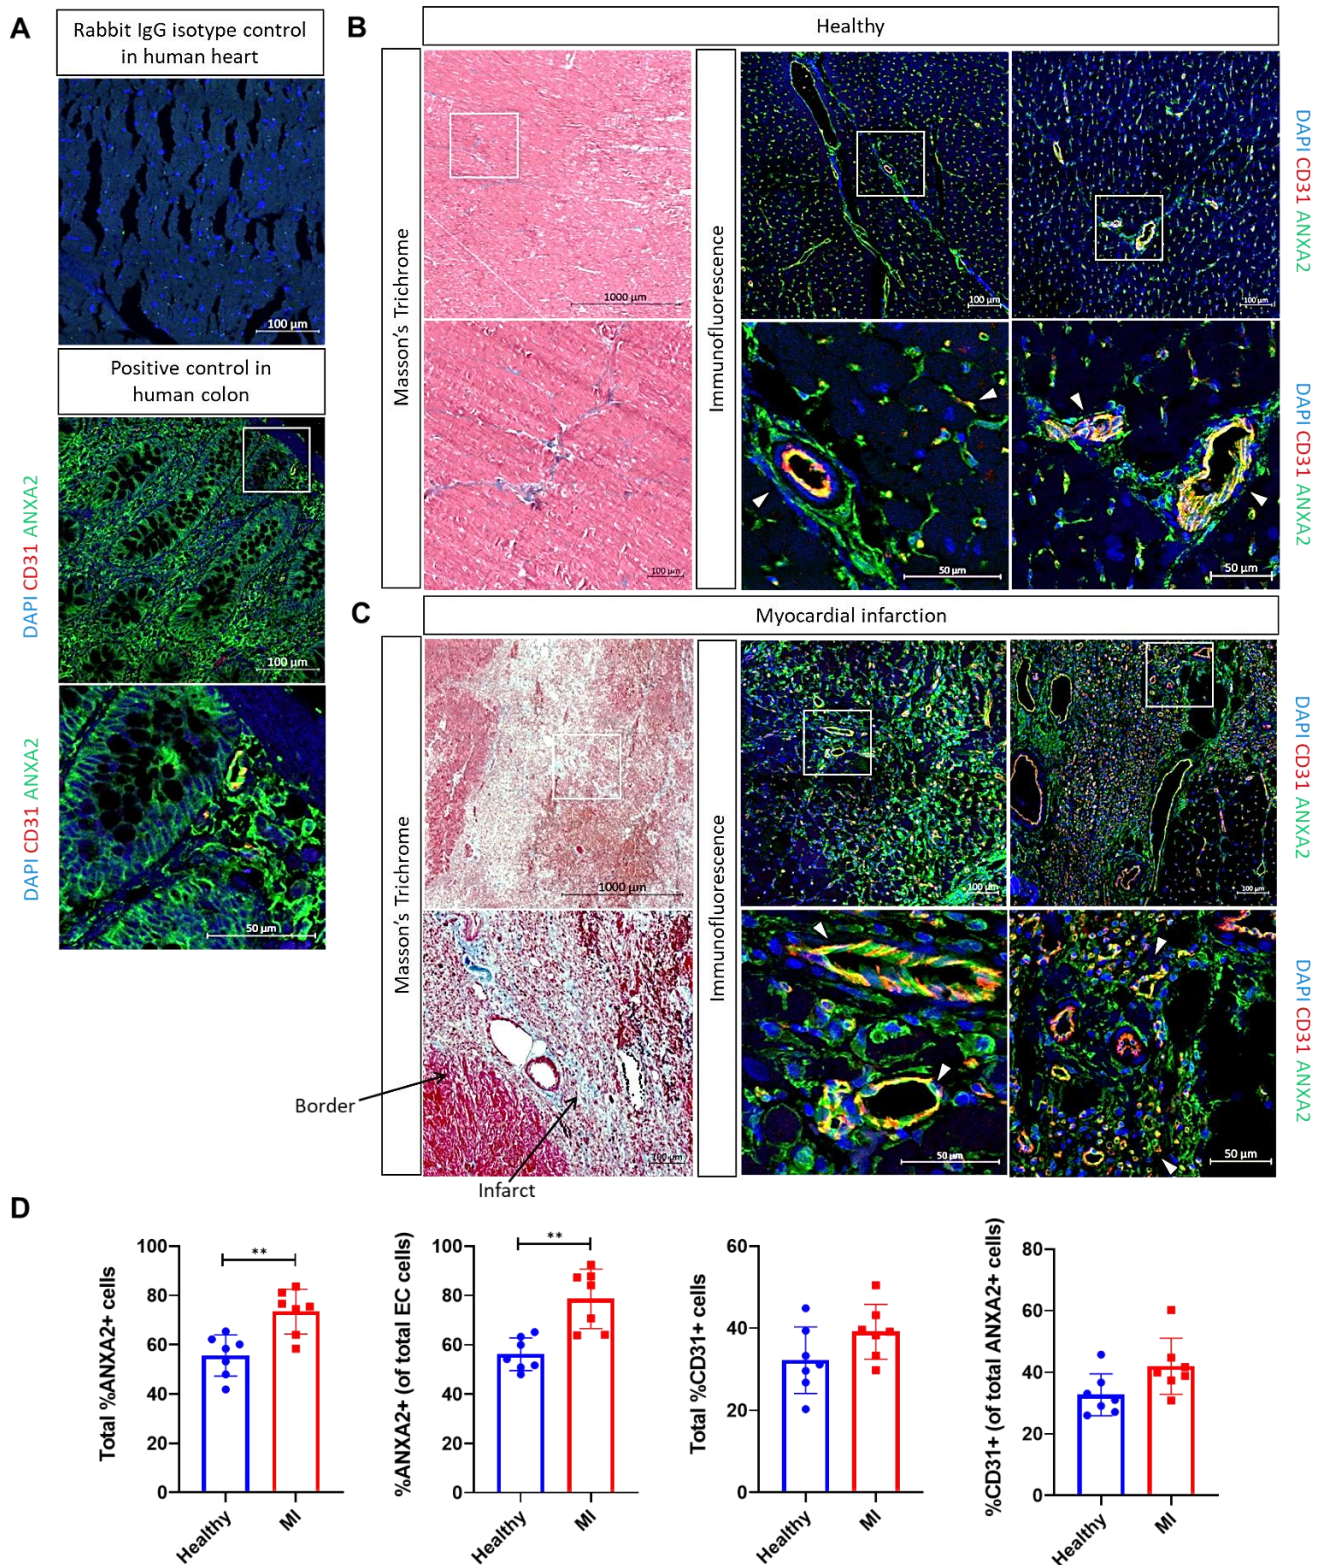 A
Rabbit IgG isotype control
in human heart
100 µm
Positive control in
human colon
DAPI CD31 ANXA2
100 µm
DAPI CD31 ANXA2
50 µm
B
Healthy
Masson's Trichrome
1000 µm
100 µm
Immunofluorescence
100 µm
100 µm
DAPI CD31 ANXA2
50 µm
50 µm
DAPI CD31 ANXA2
C
Myocardial infarction
Masson's Trichrome
1000 µm
100 µm
Border
Infarct
Immunofluorescence
100 µm
100 µm
DAPI CD31 ANXA2
50 µm
50 µm
DAPI CD31 ANXA2
D
Total %ANXA2+ cells
100
80
60
40
20
0
**
Healthy
MI
%ANXA2+ (of total EC cells)
100
80
60
40
20
0
**
Healthy
MI
Total %CD31+ cells
60
40
20
0
Healthy
MI
%CD31+ (of total ANXA2+ cells)
80
60
40
20
0
Healthy
MI